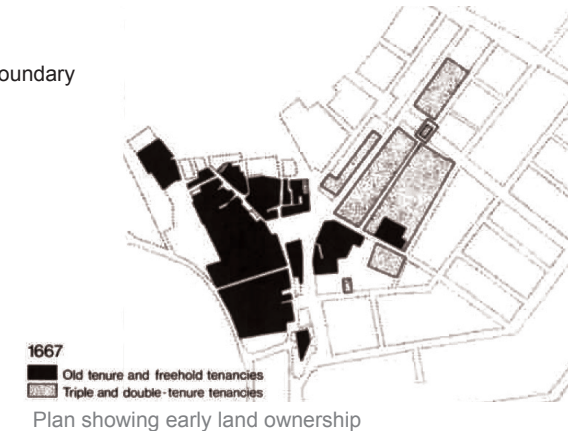 oundary
1667
Old tenure and freehold tenancies
Triple and double-tenure tenancies
Plan showing early land ownership